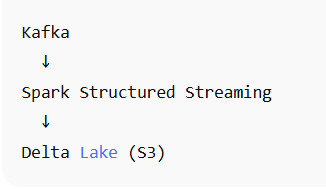 Kafka
↓
Spark Structured Streaming
↓
Delta Lake (S3)